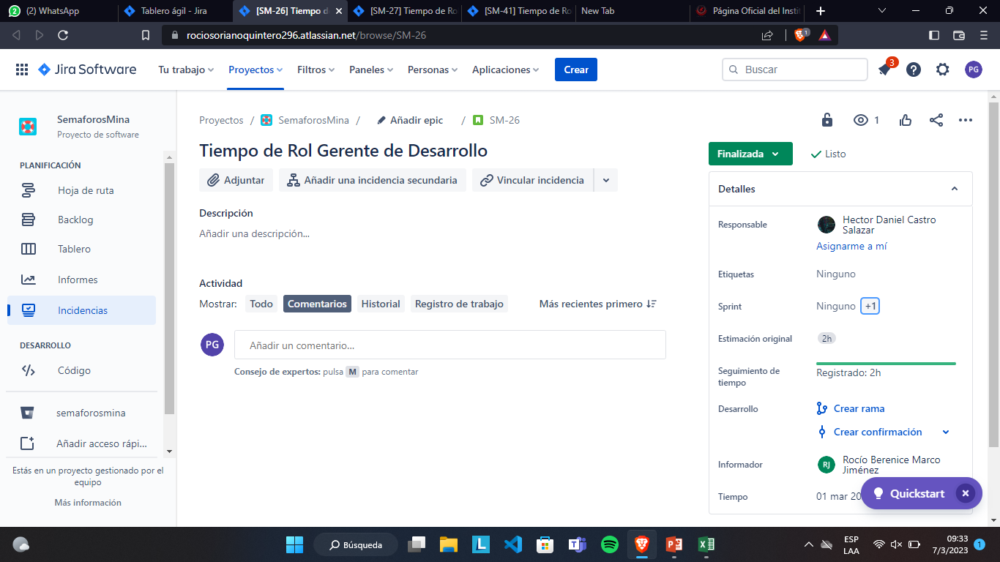 2 (2) WhatsApp
Tablero ágil - Jira
[SM-26] Tiempo d
[SM-27] Tiempo de Ro
[SM-41] Tiempo de Ro
New Tab
Página Oficial del Instit
rociosorianoquintero296.atlassian.net/browse/SM-26
1
Jira Software
Tu trabajo
Proyectos
Filtros
Paneles
Personas
Aplicaciones
Crear
Buscar
3
PG
SemaforosMina
Proyecto de software
PLANIFICACIÓN
Hoja de ruta
Backlog
Tablero
Informes
Incidencias
DESARROLLO
Código
semaforosmina
Añadir acceso rápi...
Estás en un proyecto gestionado por el
equipo
Más información
Proyectos / SemaforosMina / Añadir epic / SM-26
1
Tiempo de Rol Gerente de Desarrollo
Adjuntar
Añadir una incidencia secundaria
Vincular incidencia
Descripción
Añadir una descripción...
Actividad
Mostrar: Todo Comentarios Historial Registro de trabajo Más recientes primero
PG
Añadir un comentario...
Consejo de expertos: pulsa M para comentar
Finalizada
Listo
Detalles
Responsable
Hector Daniel Castro
Salazar
Asignarme a mí
Etiquetas
Ninguno
Sprint
Ninguno +1
Estimación original
2h
Seguimiento de
tiempo
Registrado: 2h
Desarrollo
Crear rama
Crear confirmación
Informador
RJ
Rocío Berenice Marco
Jiménez
Tiempo
01 mar 20
Quickstart
L
Búsqueda
ESP
LAA
09:33
7/3/2023
1